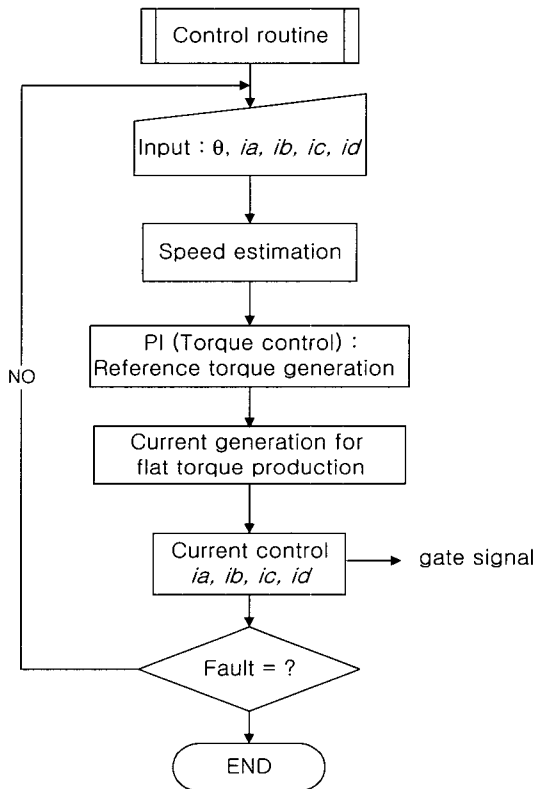 Control routine
Input : θ, ia, ib, ic, id
Speed estimation
PI (Torque control) :
Reference torque generation
NO
Current generation for
flat torque production
Current control
ia, ib, ic, id
gate signal
Fault = ?
END